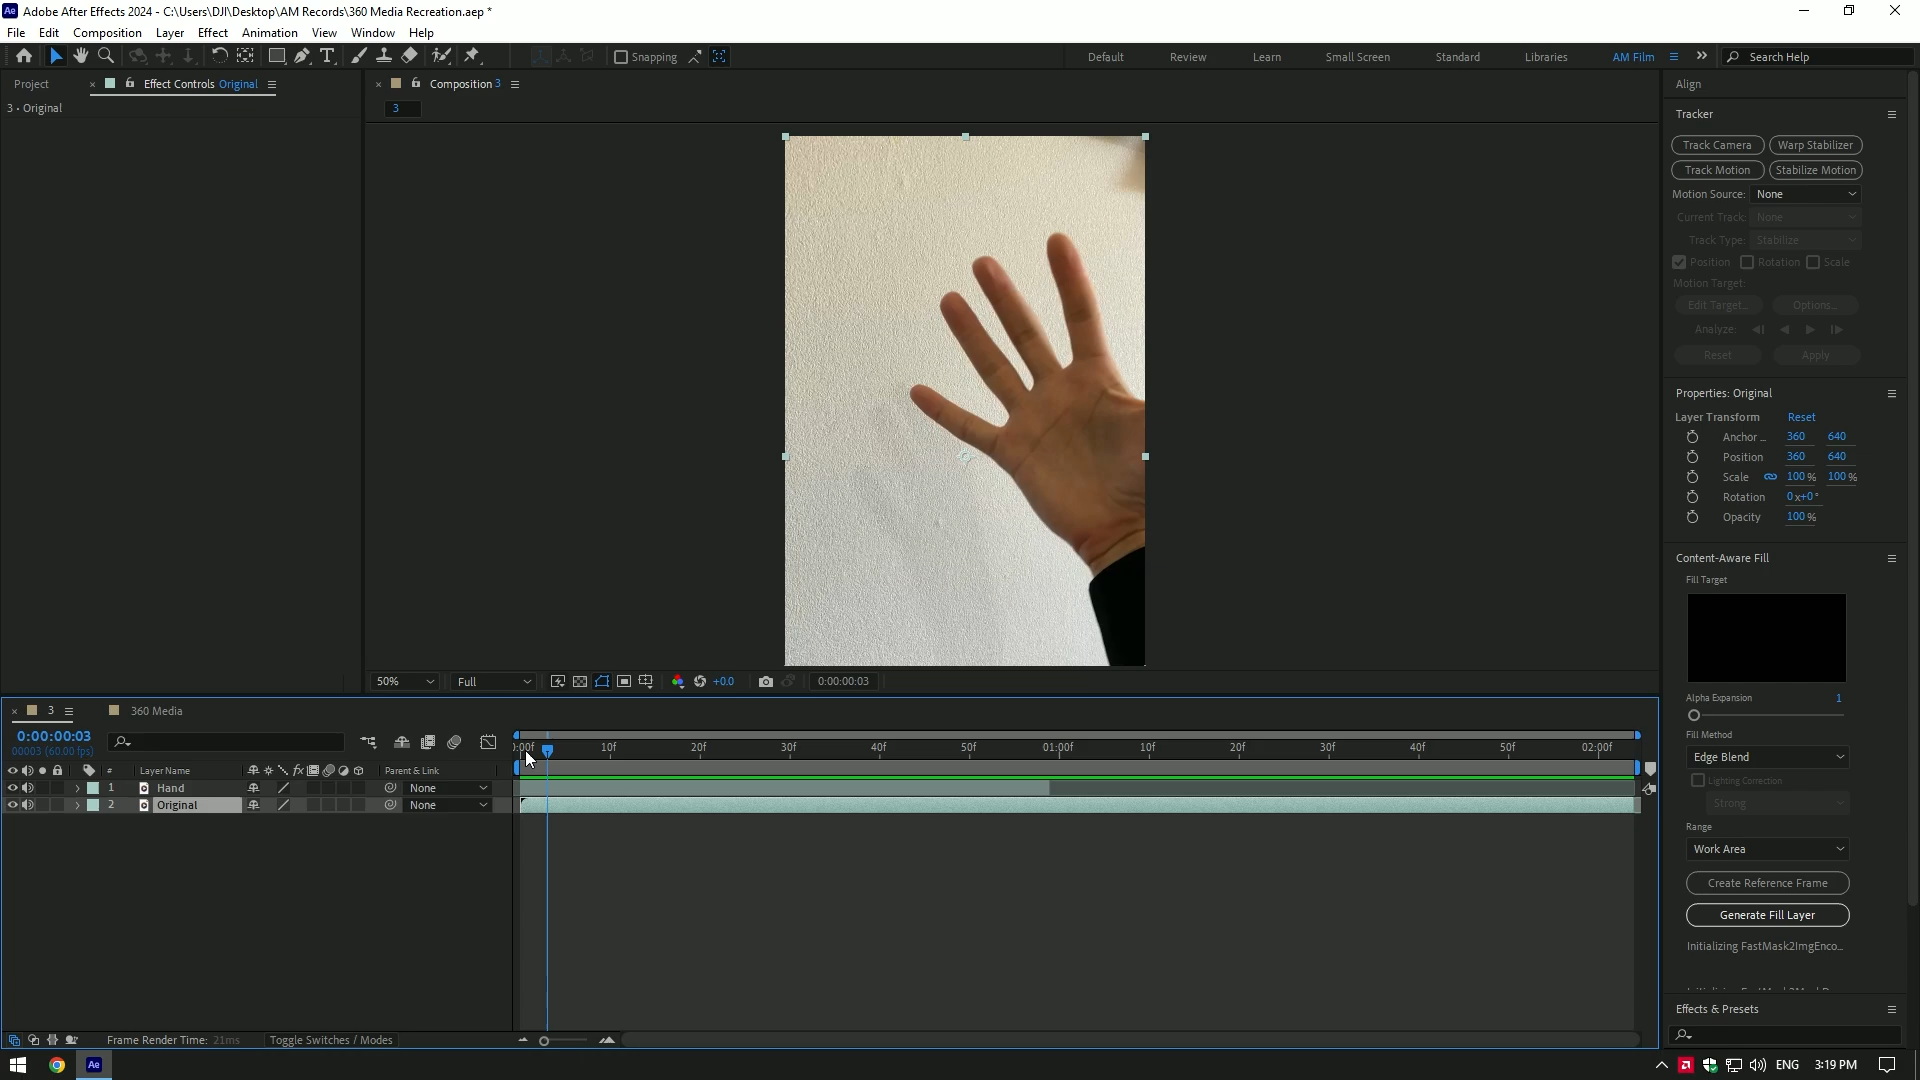 Adobe After Effects 2024 - C:\Users\DJI\Desktop\AM Records\360 Media Recreation.aep *
File Edit Composition Layer Effect Animation View Window Help
Snapping
Default Review Learn Small Screen Standard Libraries AM Film Search Help
Project Effect Controls Original
3 • Original
Composition 3
3
Align
Tracker
Track Camera Warp Stabilizer
Track Motion Stabilize Motion
Motion Source: None
Current Track: None
Track Type: Stabilize
Position Rotation Scale
Motion Target:
Edit Target... Options...
Analyze:
Reset Apply
Properties: Original
Layer Transform Reset
Anchor ... 360 640
Position 360 640
Scale 100 % 100 %
Rotation 0x+0°
Opacity 100 %
Content-Aware Fill
Fill Target
Alpha Expansion 1
Fill Method
Edge Blend
Lighting Correction
Strong
Range
Work Area
Create Reference Frame
Generate Fill Layer
Initializing FastMask2ImgEnco...
Effects & Presets
50% Full +0.0 0:00:00:03
3 360 Media
0:00:00:03
00003 (60.00 fps)
:00f 10f 20f 30f 40f 50f 01:00f 10f 20f 30f 40f 50f 02:00f
# Layer Name fx Parent & Link
1 Hand None
2 Original None
Frame Render Time: 21ms Toggle Switches / Modes
Ae ENG 3:19 PM